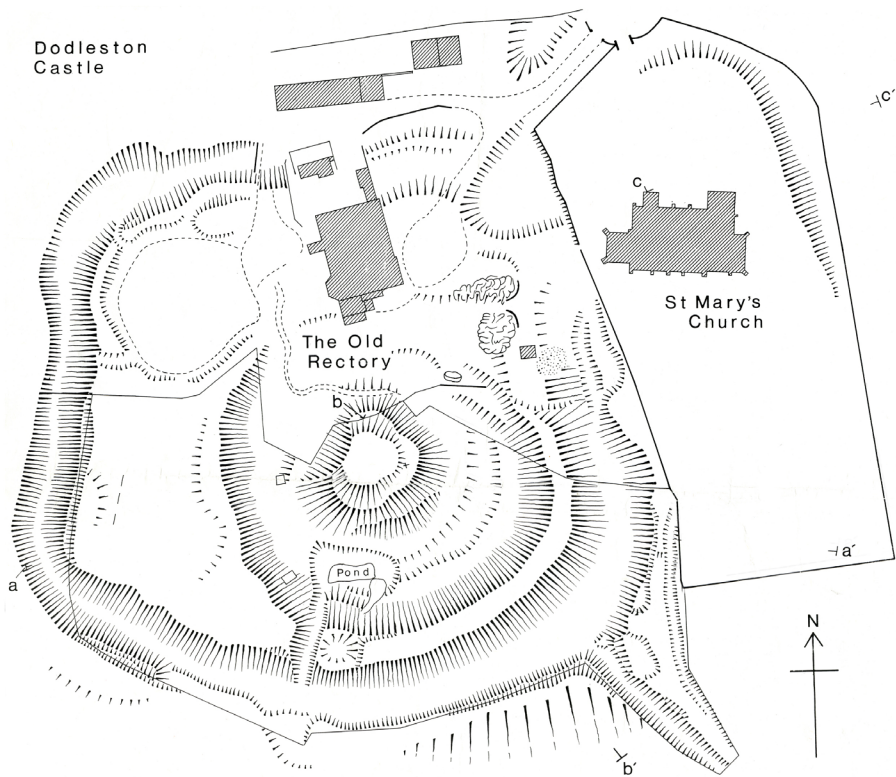 Dodleston
Castle
c´
c
St Mary's
Church
The Old
Rectory
b
Pond
a´
a
N
b´